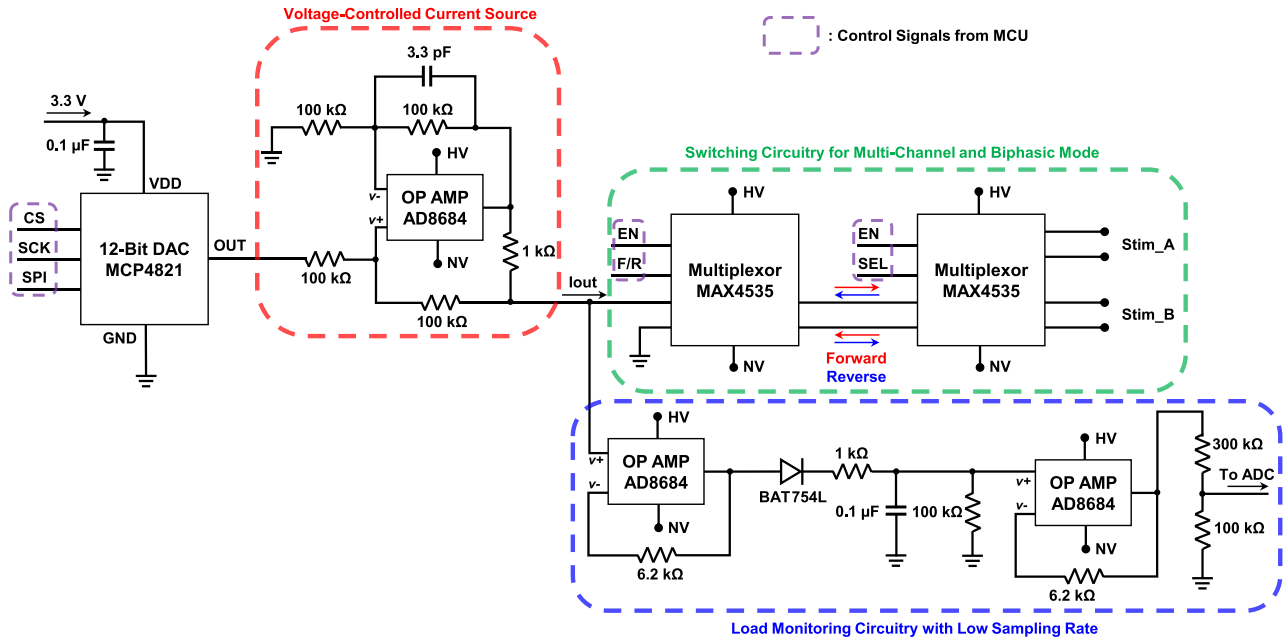 Voltage-Controlled Current Source
: Control Signals from MCU
3.3 pF
3.3 V
100 kΩ
100 kΩ
0.1 µF
HV
Switching Circuitry for Multi-Channel and Biphasic Mode
VDD
v-
OP AMP
AD8684
v+
HV
HV
CS
SCK
SPI
12-Bit DAC
MCP4821
OUT
NV
1 kΩ
EN
F/R
Multiplexor
MAX4535
EN
SEL
Multiplexor
MAX4535
Stim_A
100 kΩ
Iout
100 kΩ
Stim_B
GND
NV
Forward
Reverse
NV
HV
HV
v+
v-
OP AMP
AD8684
1 kΩ
BAT754L
v+
v-
OP AMP
AD8684
300 kΩ
To ADC
0.1 µF
100 kΩ
100 kΩ
NV
NV
6.2 kΩ
6.2 kΩ
Load Monitoring Circuitry with Low Sampling Rate